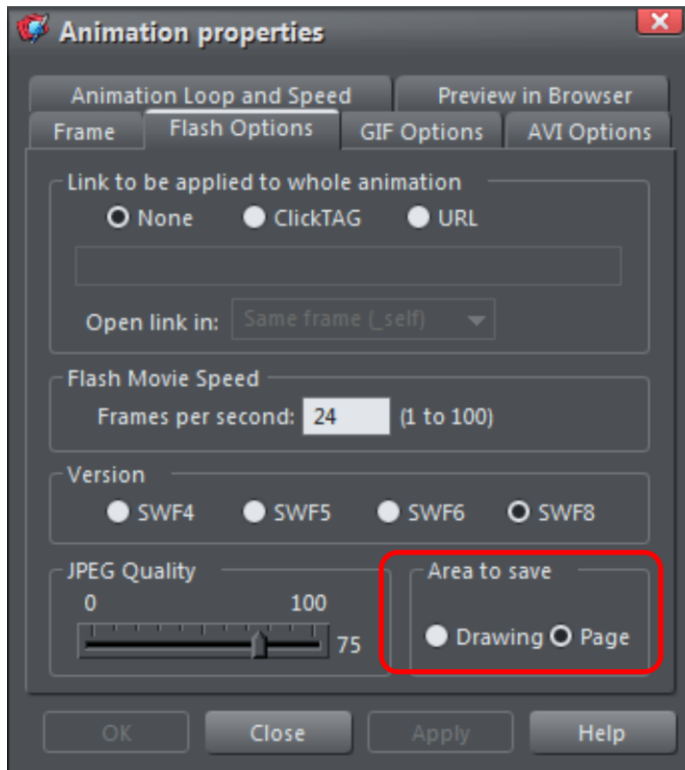 Animation properties
Animation Loop and Speed Preview in Browser
Frame Flash Options GIF Options AVI Options
Link to be applied to whole animation
None ClickTAG URL
Open link in: Same frame (_self)
Flash Movie Speed
Frames per second: 24 (1 to 100)
Version
SWF4 SWF5 SWF6 SWF8
JPEG Quality Area to save
0 100
75 Drawing Page
OK Close Apply Help